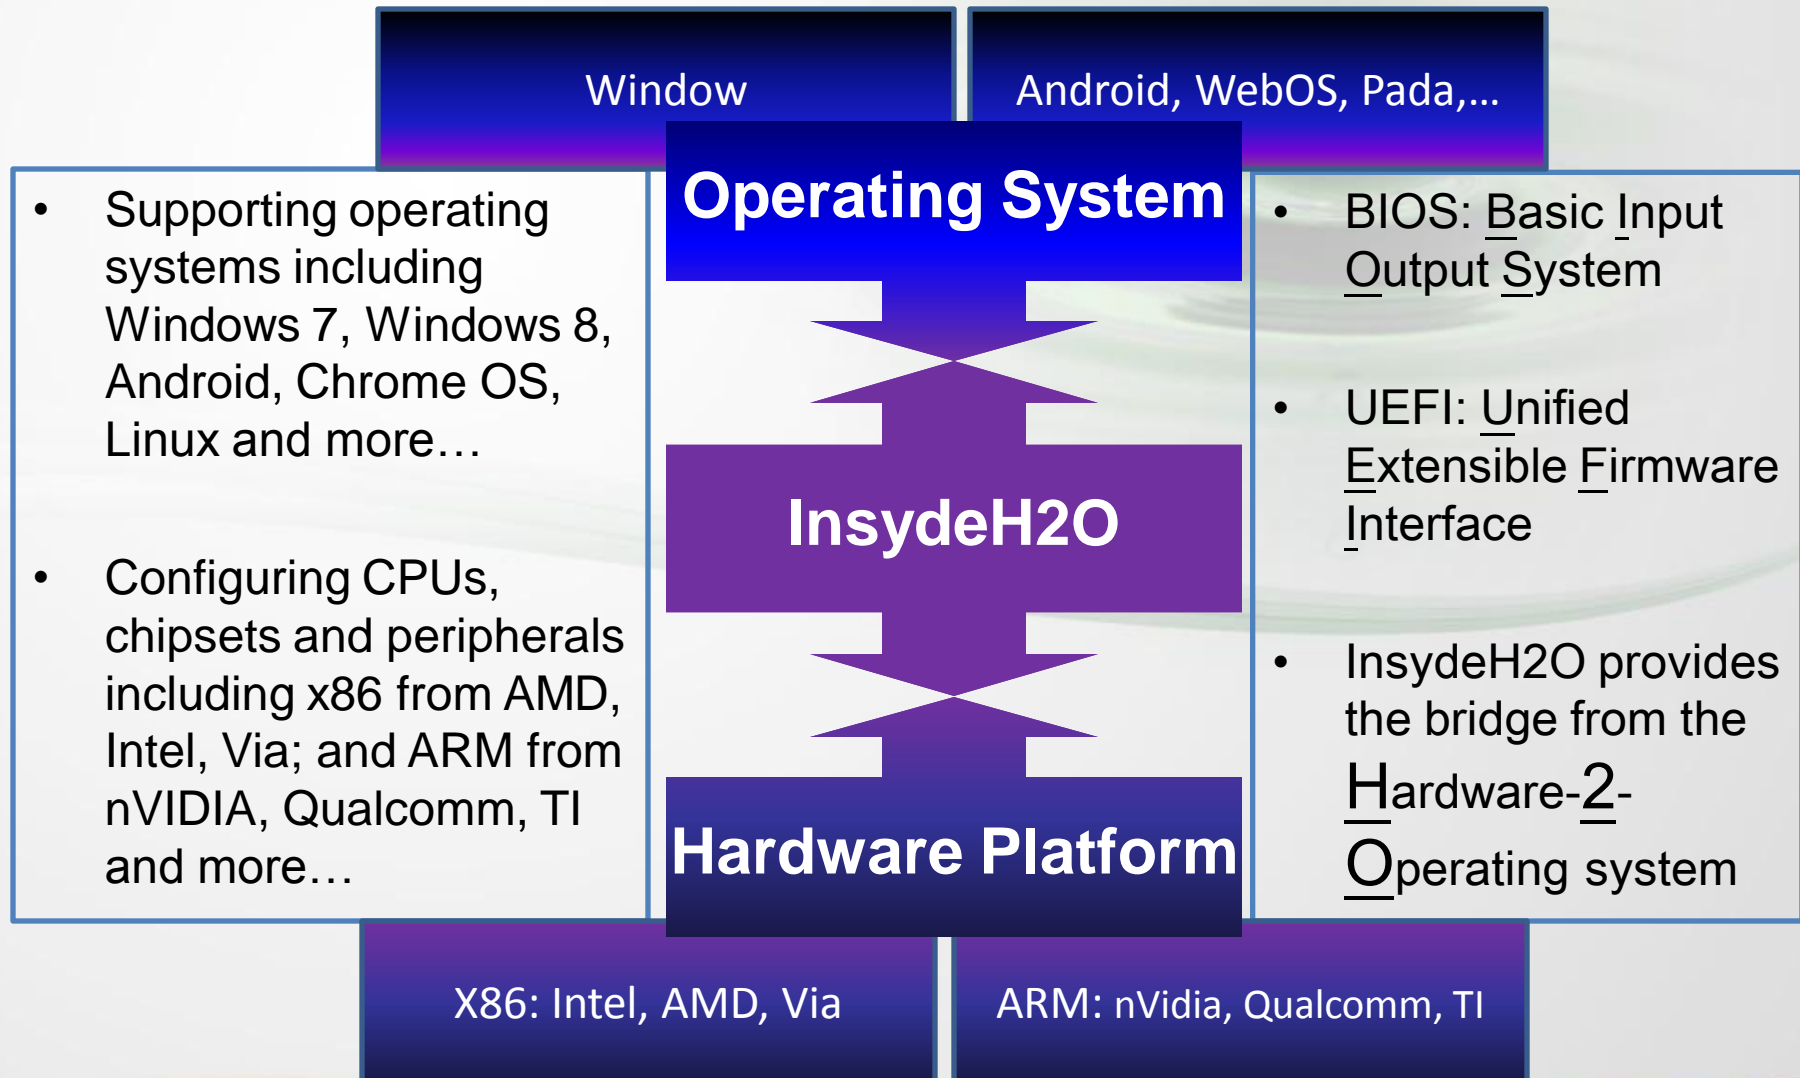 Window
Android, WebOS, Pada,...
Operating System
• Supporting operating
systems including
Windows 7, Windows 8,
Android, Chrome OS,
Linux and more…
• Configuring CPUs,
chipsets and peripherals
including x86 from AMD,
Intel, Via; and ARM from
nVIDIA, Qualcomm, TI
and more…
InsydeH2O
Hardware Platform
• BIOS: Basic Input
Output System
• UEFI: Unified
Extensible Firmware
Interface
• InsydeH2O provides
the bridge from the
Hardware-2-
Operating system
X86: Intel, AMD, Via
ARM: nVidia, Qualcomm, TI